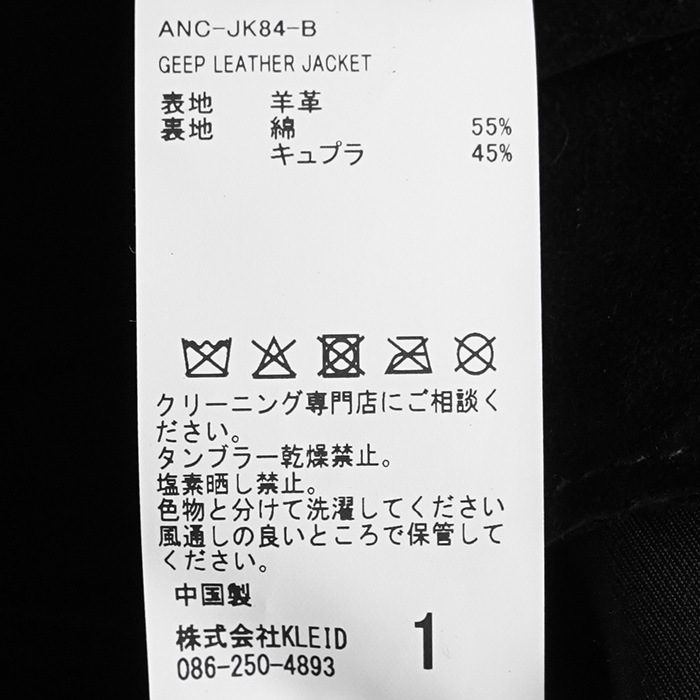 ANC-JK84-B
GEEP LEATHER JACKET
表地 羊革
裏地 綿 55%
キュプラ 45%
クリーニング専門店にご相談く
ださい。
タンブラー乾燥禁止。
塩素晒し禁止。
色物と分けて洗濯してください
風通しの良いところで保管して
ください。
中国製
株式会社KLEID
086-250-4893
1